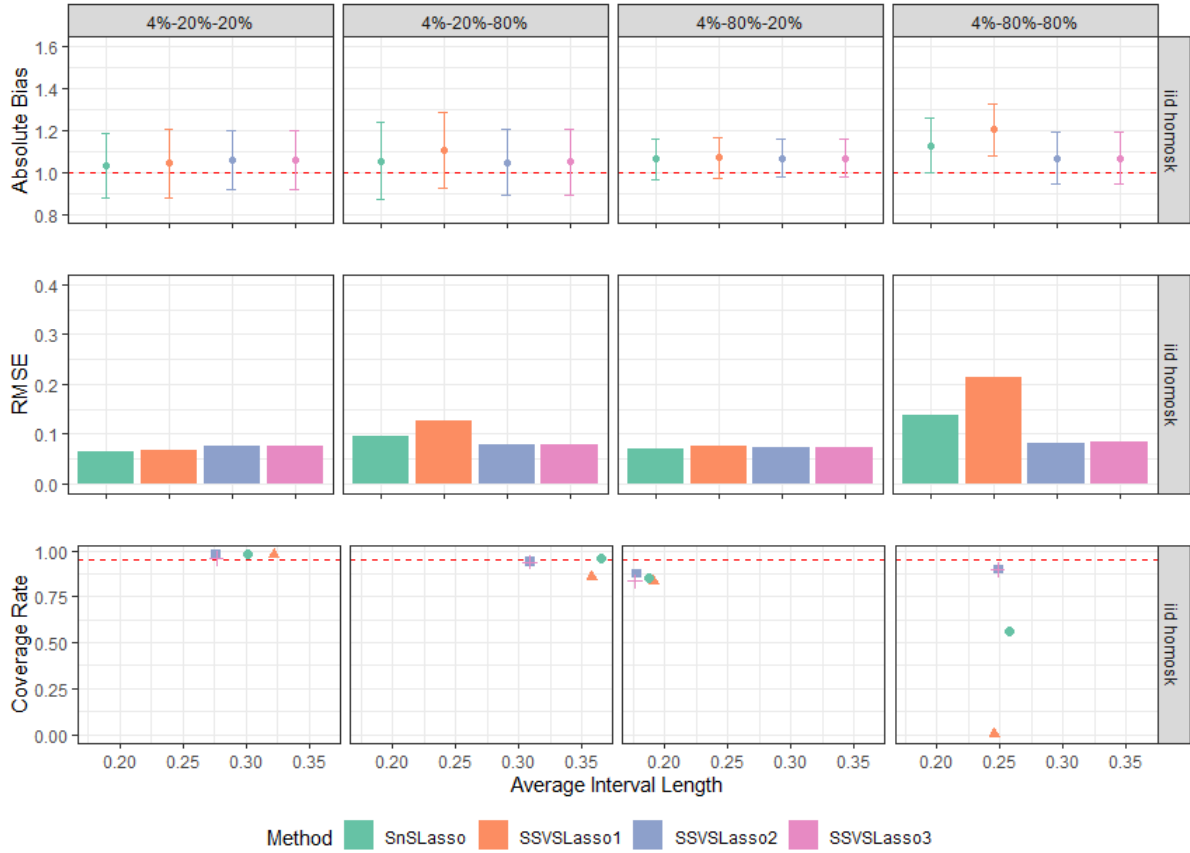 4%-20%-20% 4%-20%-80% 4%-80%-20% 4%-80%-80%
Absolute Bias
1.6
1.4
1.2
1.0
0.8
iid homosk
RMSE
0.4
0.3
0.2
0.1
0.0
iid homosk
Coverage Rate
1.00
0.75
0.50
0.25
0.00
iid homosk
0.20 0.25 0.30 0.35 0.20 0.25 0.30 0.35 0.20 0.25 0.30 0.35 0.20 0.25 0.30 0.35
Average Interval Length
Method SnSLasso SSVSLasso1 SSVSLasso2 SSVSLasso3